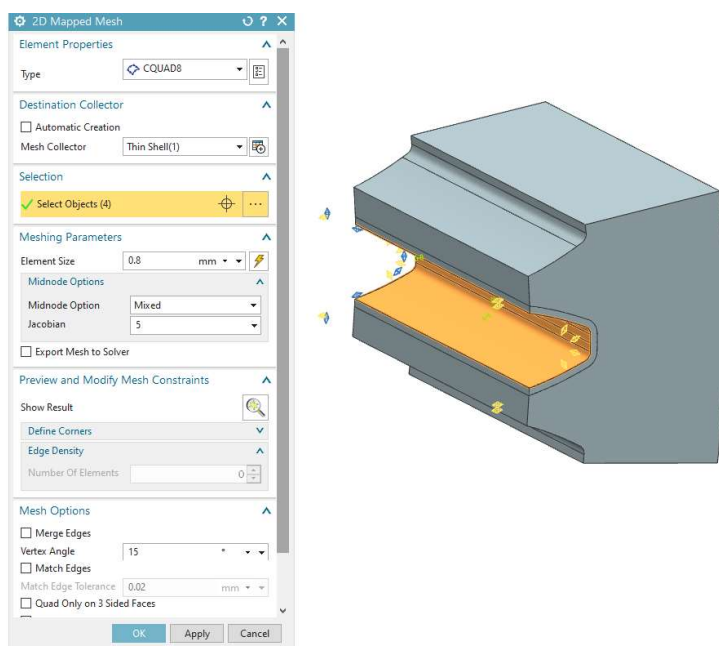 2D Mapped Mesh
Element Properties
Type CQUAD8
Destination Collector
Automatic Creation
Mesh Collector Thin Shell(1)
Selection
Select Objects (4)
Meshing Parameters
Element Size 0.8 mm
Midnode Options
Midnode Option Mixed
Jacobian 5
Export Mesh to Solver
Preview and Modify Mesh Constraints
Show Result
Define Corners
Edge Density
Number Of Elements 0
Mesh Options
Merge Edges
Vertex Angle 15 °
Match Edges
Match Edge Tolerance 0.02 mm
Quad Only on 3 Sided Faces
OK Apply Cancel